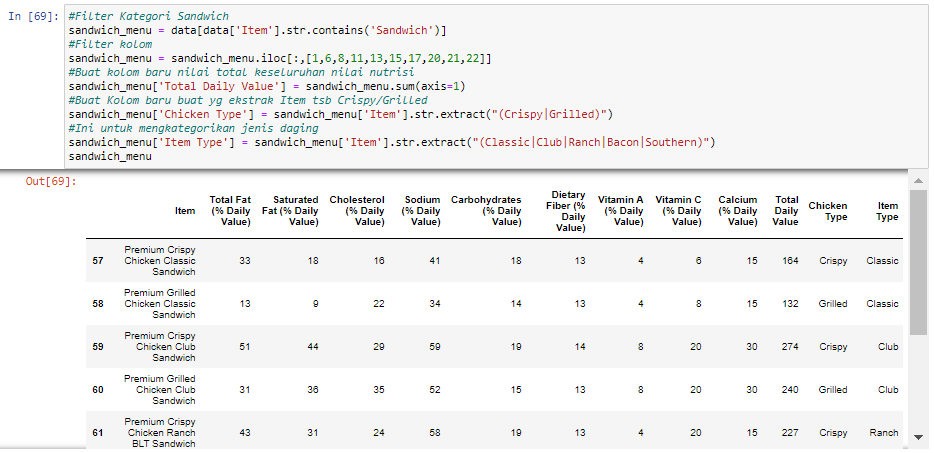 In [69]:
#Filter Kategori Sandwich
sandwich_menu = data[data['Item'].str.contains('Sandwich')]
#Filter kolom
sandwich_menu = sandwich_menu.iloc[:,[1,6,8,11,13,15,17,20,21,22]]
#Buat kolom baru nilai total keseluruhan nilai nutrisi
sandwich_menu['Total Daily Value'] = sandwich_menu.sum(axis=1)
#Buat Kolom baru buat yg ekstrak Item tsb Crispy/Grilled
sandwich_menu['Chicken Type'] = sandwich_menu['Item'].str.extract("(Crispy|Grilled)")
#Ini untuk mengkategorikan jenis daging
sandwich_menu['Item Type'] = sandwich_menu['Item'].str.extract("(Classic|Club|Ranch|Bacon|Southern)")
sandwich_menu
Out[69]:
Item
Total Fat
(% Daily
Value)
Saturated
Fat (% Daily
Value)
Cholesterol
(% Daily
Value)
Sodium
(% Daily
Value)
Carbohydrates
(% Daily
Value)
Dietary
Fiber (%
Daily
Value)
Vitamin A
(% Daily
Value)
Vitamin C
(% Daily
Value)
Calcium
(% Daily
Value)
Total
Daily
Value
Chicken
Type
Item
Type
57
Premium Crispy
Chicken Classic
Sandwich
33 18 16 41 18 13 4 6 15 164 Crispy Classic
58
Premium Grilled
Chicken Classic
Sandwich
13 9 22 34 14 13 4 8 15 132 Grilled Classic
59
Premium Crispy
Chicken Club
Sandwich
51 44 29 59 19 14 8 20 30 274 Crispy Club
60
Premium Grilled
Chicken Club
Sandwich
31 36 35 52 15 13 8 20 30 240 Grilled Club
61
Premium Crispy
Chicken Ranch
BLT Sandwich
43 31 24 58 19 13 4 20 15 227 Crispy Ranch